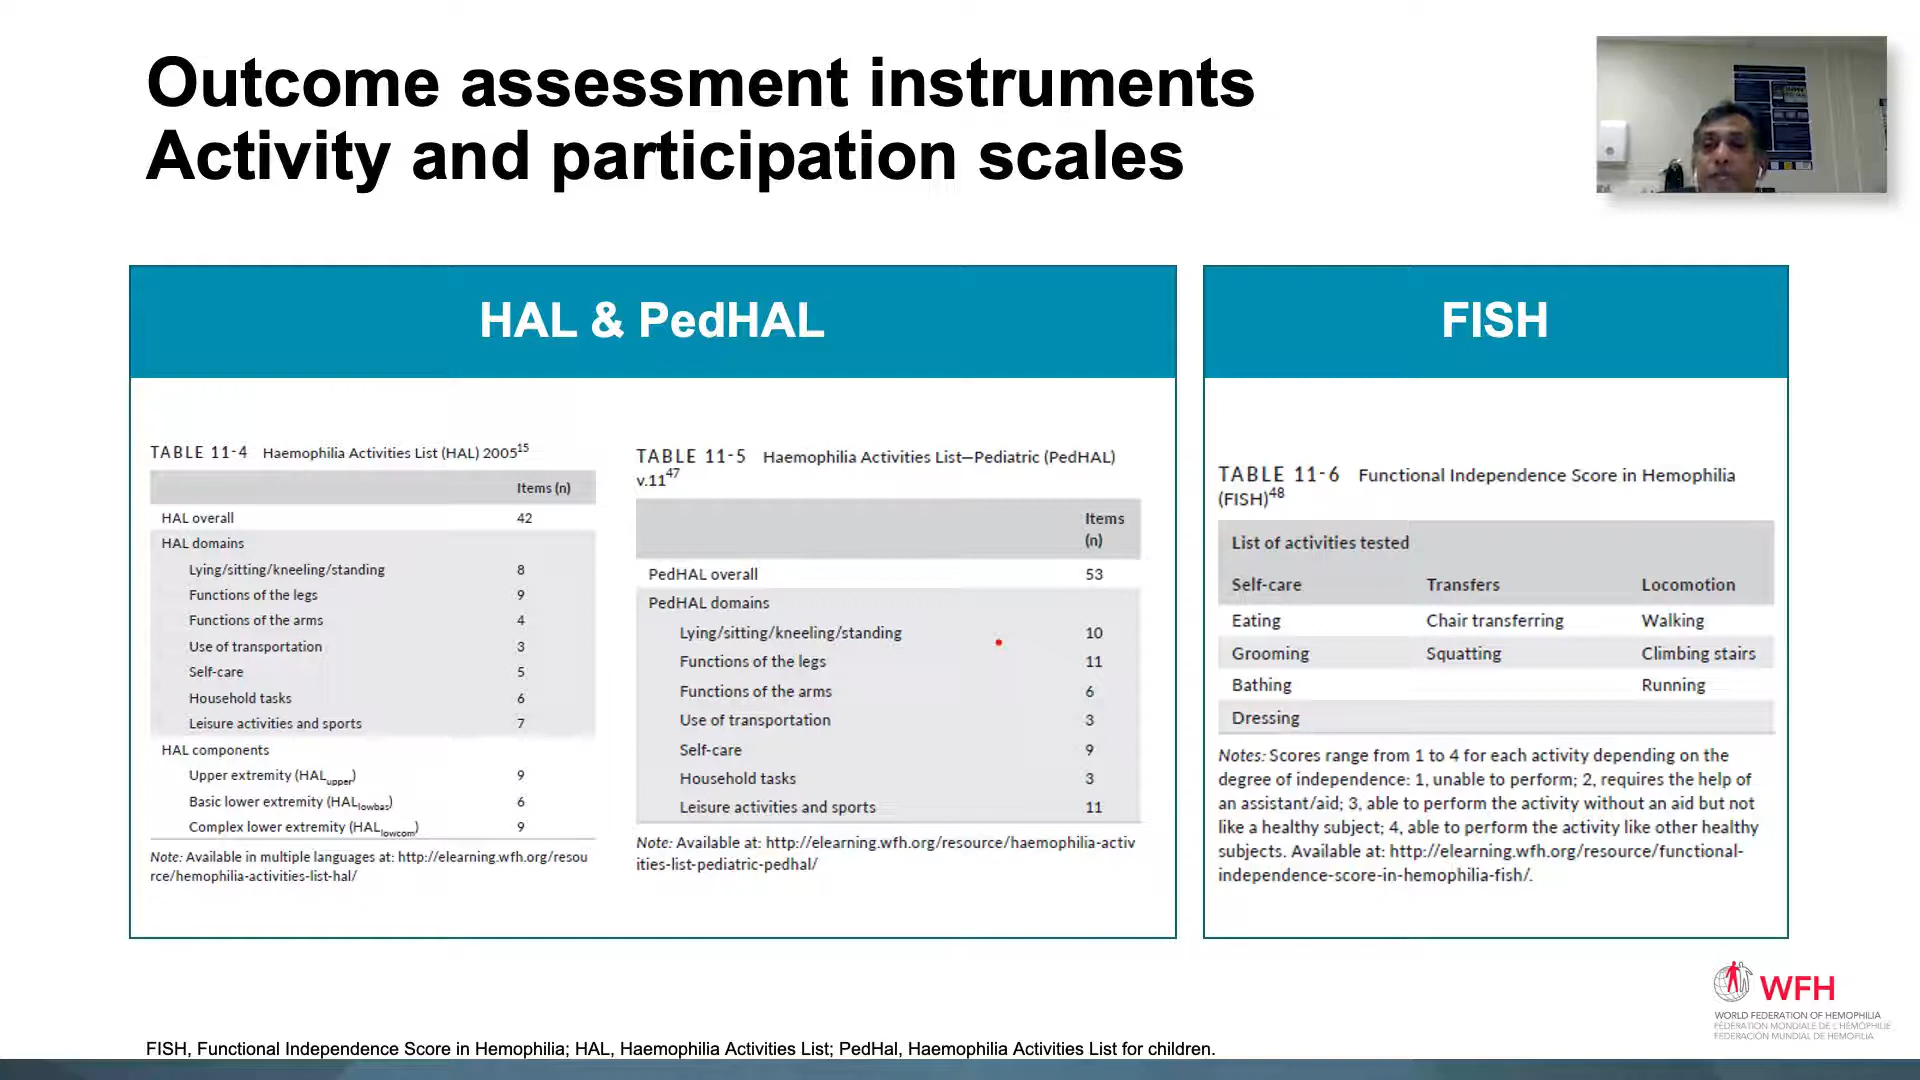 Outcome assessment instruments
Activity and participation scales
HAL & PedHAL
TABLE 11-4 Haemophilia Activities List (HAL) 200515
Items (n)
HAL overall 42
HAL domains
Lying/sitting/kneeling/standing 8
Functions of the legs 9
Functions of the arms 4
Use of transportation 3
Self-care 5
Household tasks 6
Leisure activities and sports 7
HAL components
Upper extremity (HALupper) 9
Basic lower extremity (HALlowbas) 6
Complex lower extremity (HALlowcom) 9
Note: Available in multiple languages at: http://elearning.wfh.org/resou
rce/hemophilia-activities-list-hal/
TABLE 11-5 Haemophilia Activities List—Pediatric (PedHAL)
v.1147
Items
(n)
PedHAL overall 53
PedHAL domains
Lying/sitting/kneeling/standing 10
Functions of the legs 11
Functions of the arms 6
Use of transportation 3
Self-care 9
Household tasks 3
Leisure activities and sports 11
Note: Available at: http://elearning.wfh.org/resource/haemophilia-activ
ities-list-pediatric-pedhal/
FISH
TABLE 11-6 Functional Independence Score in Hemophilia
(FISH)48
List of activities tested
Self-care Transfers Locomotion
Eating Chair transferring Walking
Grooming Squatting Climbing stairs
Bathing Running
Dressing
Notes: Scores range from 1 to 4 for each activity depending on the
degree of independence: 1, unable to perform; 2, requires the help of
an assistant/aid; 3, able to perform the activity without an aid but not
like a healthy subject; 4, able to perform the activity like other healthy
subjects. Available at: http://elearning.wfh.org/resource/functional-
independence-score-in-hemophilia-fish/.
WFH
WORLD FEDERATION OF HEMOPHILIA
FÉDÉRATION MONDIALE DE L'HÉMOPHILIE
FEDERACIÓN MUNDIAL DE HEMOFILIA
FISH, Functional Independence Score in Hemophilia; HAL, Haemophilia Activities List; PedHal, Haemophilia Activities List for children.